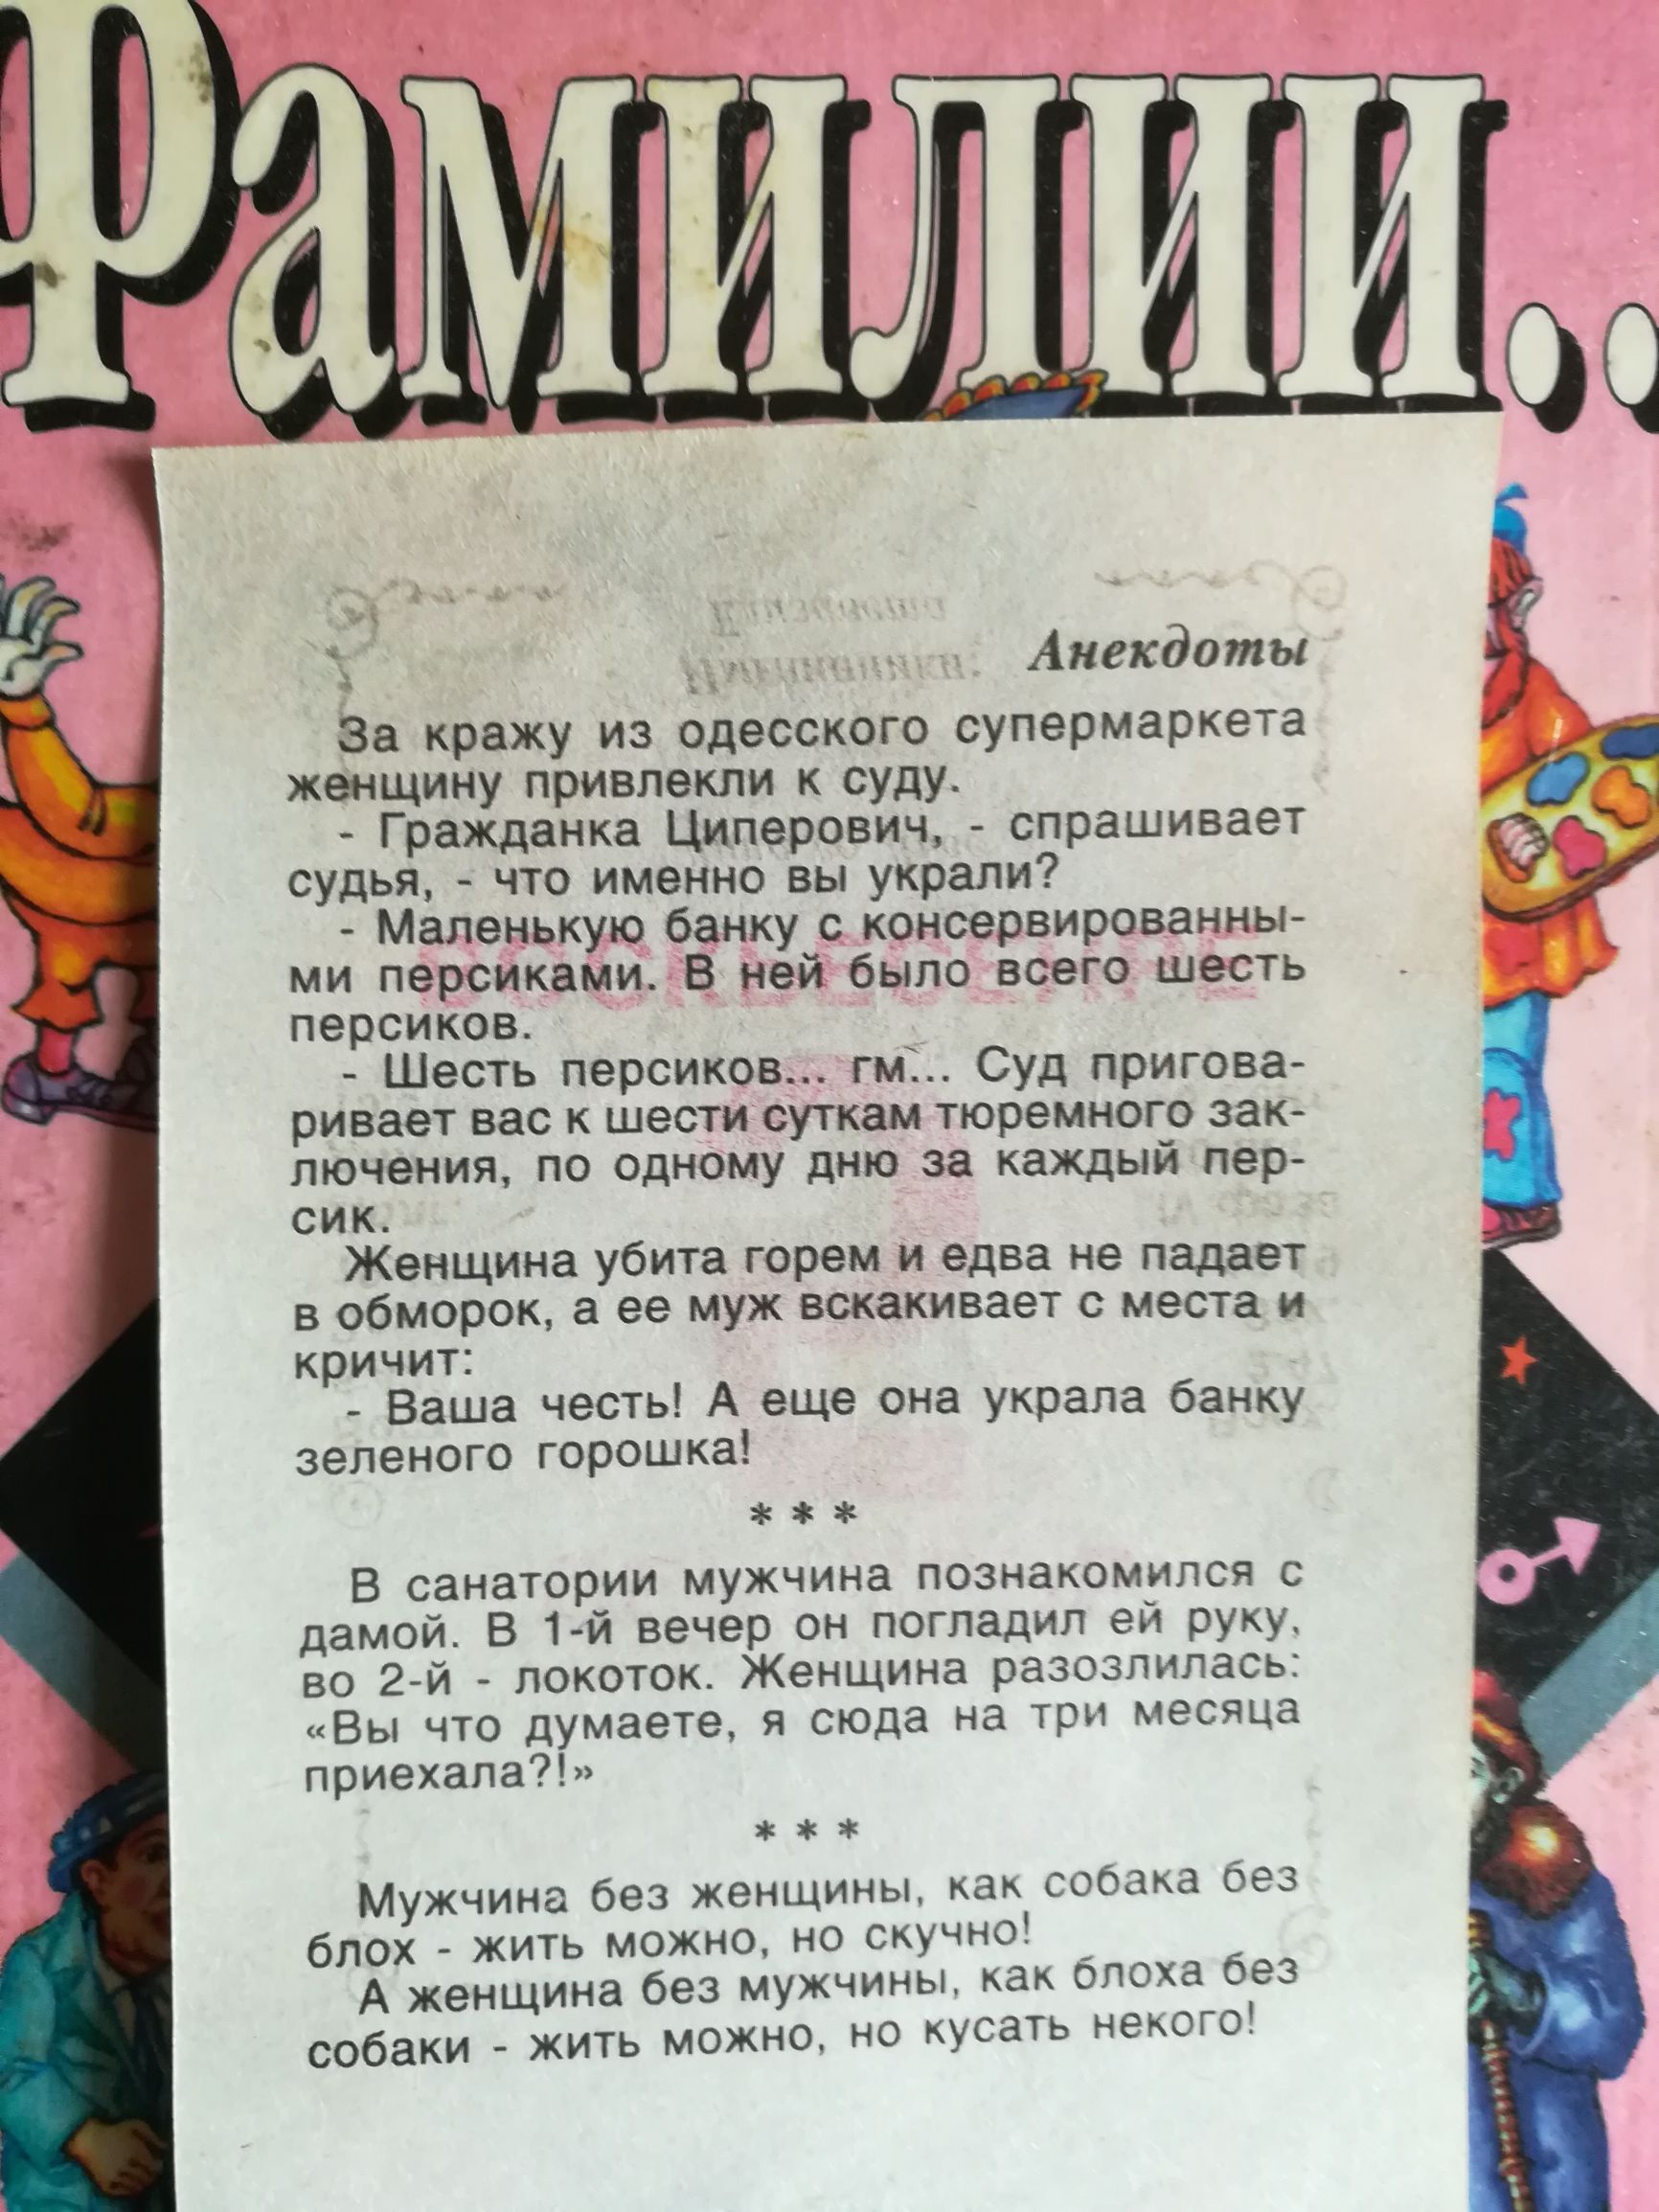 Фамилии..
Анекдоты
За кражу из одесского супермаркета
женщину привлекли к суду.
- Гражданка Циперович, - спрашивает
судья, - что именно вы украли?
- Маленькую банку с консервированны-
ми персиками. В ней было всего шесть
персиков.
- Шесть персиков... гм... Суд пригова-
ривает вас к шести суткам тюремного зак-
лючения, по одному дню за каждый пер-
сик.
Женщина убита горем и едва не падает
в обморок, а ее муж вскакивает с места и
кричит:
- Ваша честь! А еще она украла банку
зеленого горошка!
* * *
В санатории мужчина познакомился с
дамой. В 1-й вечер он погладил ей руку,
во 2-й - локоток. Женщина разозлилась:
«Вы что думаете, я сюда на три месяца
приехала?!»
* * *
Мужчина без женщины, как собака без
блох - жить можно, но скучно!
А женщина без мужчины, как блоха без
собаки - жить можно, но кусать некого!